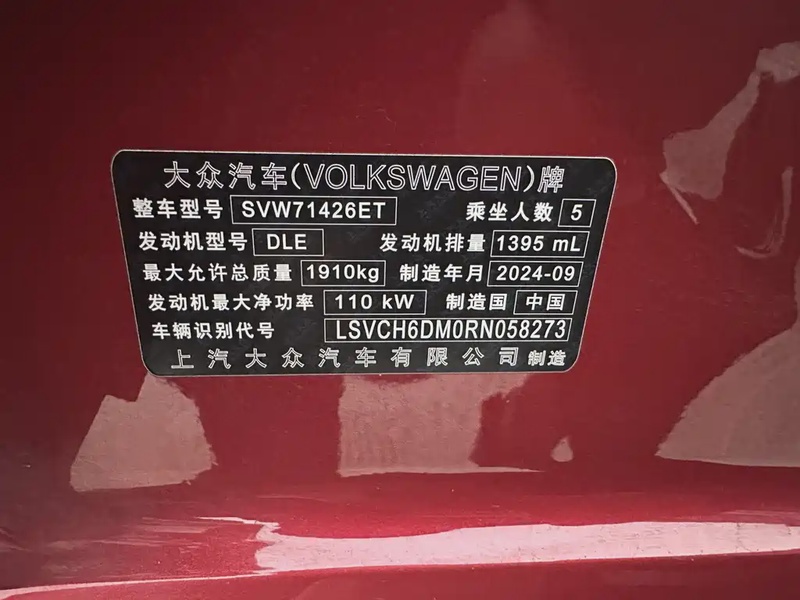 大众汽车(VOLKSWAGEN)牌
整车型号 SVW71426ET 乘坐人数 5
发动机型号 DLE 发动机排量 1395 mL
最大允许总质量 1910kg 制造年月 2024-09
发动机最大净功率 110 kW 制造国 中国
车辆识别代号 LSVCH6DM0RN058273
上汽大众汽车有限公司 制造